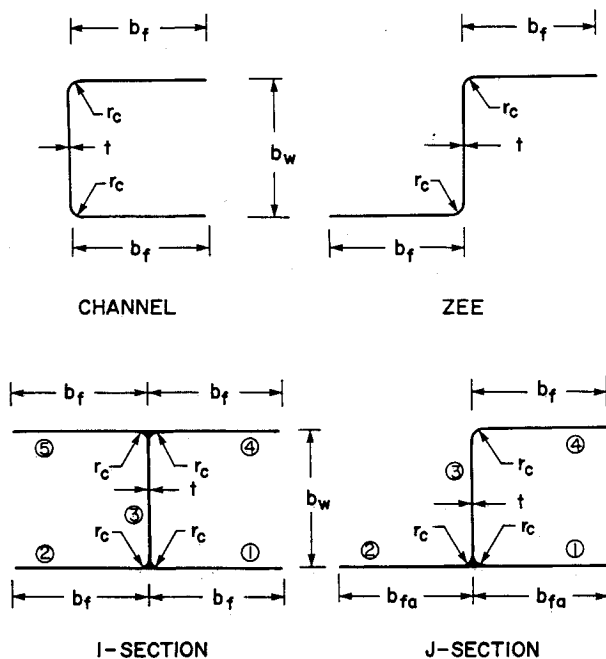 b_f b_f
r_c r_c
t b_w t
r_c r_c
b_f b_f
CHANNEL ZEE
b_f b_f b_f
⑤ ④ ④
r_c r_c r_c
③ t b_w ③ t
r_c r_c r_c r_c
② ① ② ①
b_f b_f b_fa b_fa
I-SECTION J-SECTION